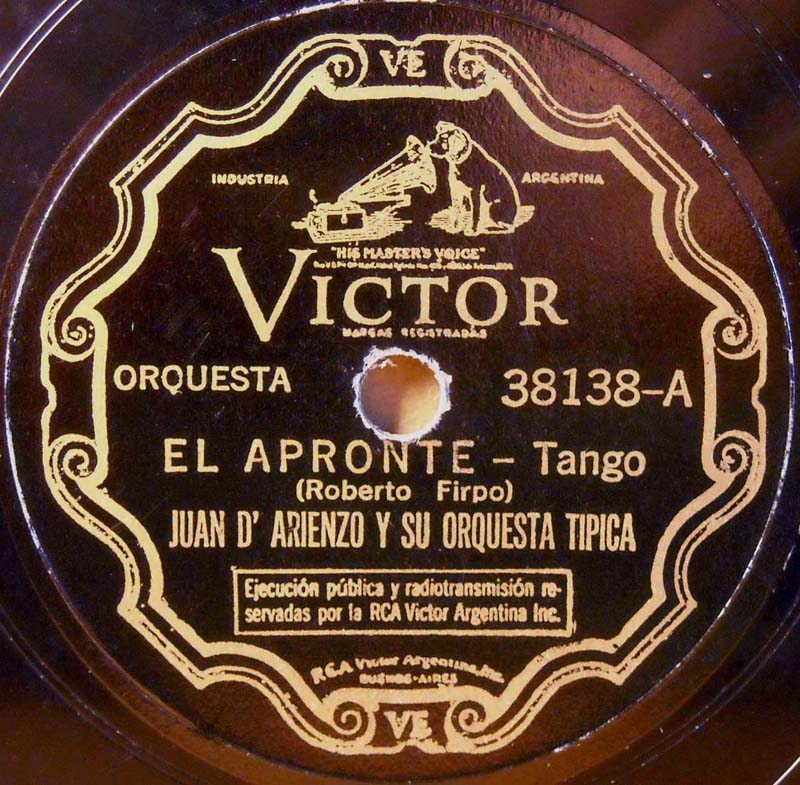 VE
INDUSTRIA ARGENTINA
"HIS MASTER'S VOICE"
VICTOR
MARCAS REGISTRADAS
ORQUESTA 38138-A
EL APRONTE – Tango
(Roberto Firpo)
JUAN D' ARIENZO Y SU ORQUESTA TIPICA
Ejecución pública y radiotransmisión re-
servadas por la RCA Victor Argentina Inc.
RCA Victor Argentina, Inc.
BUENOS-AIRES
VE